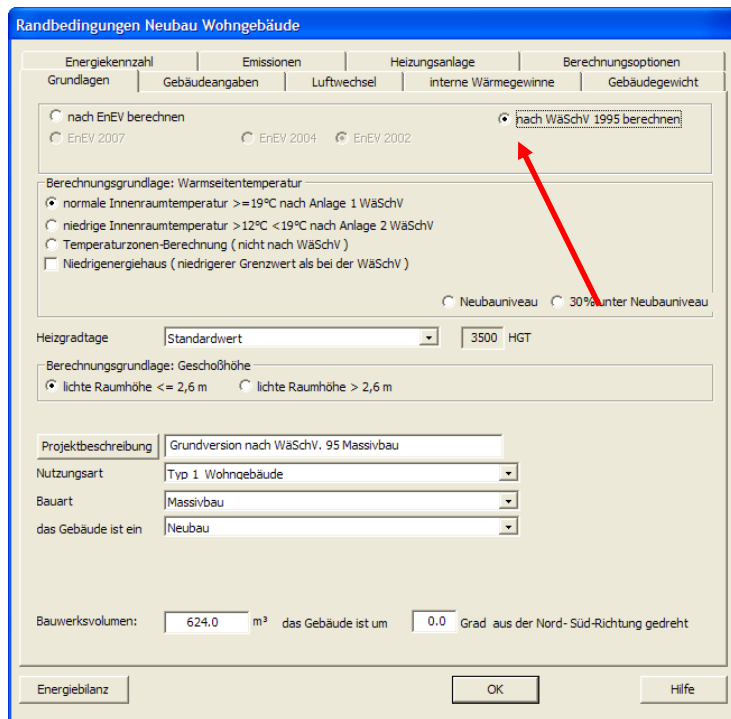 Randbedingungen Neubau Wohngebäude
Energiekennzahl Emissionen Heizungsanlage Berechnungsoptionen
Grundlagen Gebäudeangaben Luftwechsel interne Wärmegewinne Gebäudegewicht
nach EnEV berechnen nach WäSchV 1995 berechnen
EnEV 2007 EnEV 2004 EnEV 2002
Berechnungsgrundlage: Warmseitentemperatur
normale Innenraumtemperatur >=19°C nach Anlage 1 WäSchV
niedrige Innenraumtemperatur >12°C <19°C nach Anlage 2 WäSchV
Temperaturzonen-Berechnung ( nicht nach WäSchV )
Niedrigenergiehaus ( niedrigerer Grenzwert als bei der WäSchV )
Neubauniveau 30% unter Neubauniveau
Heizgradtage Standardwert 3500 HGT
Berechnungsgrundlage: Geschoßhöhe
lichte Raumhöhe <= 2,6 m lichte Raumhöhe > 2,6 m
Projektbeschreibung Grundversion nach WäSchV. 95 Massivbau
Nutzungsart Typ 1 Wohngebäude
Bauart Massivbau
das Gebäude ist ein Neubau
Bauwerksvolumen: 624.0 m³ das Gebäude ist um 0.0 Grad aus der Nord- Süd-Richtung gedreht
Energiebilanz OK Hilfe